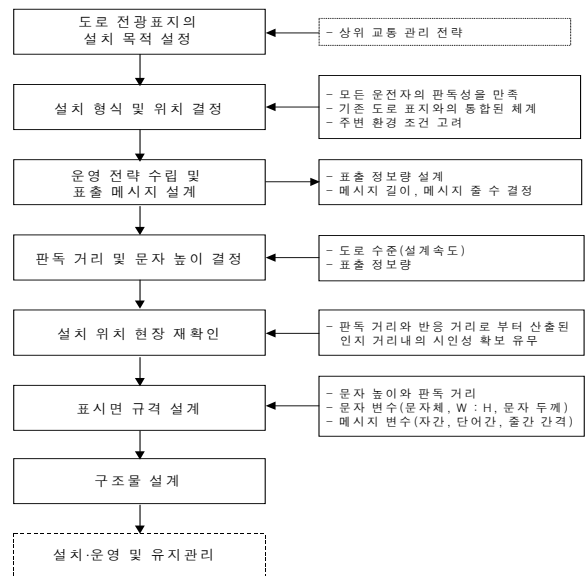 도로 전광표지의
설치 목적 설정
- 상위 교통 관리 전략
설치 형식 및 위치 결정
- 모든 운전자의 판독성을 만족
- 기존 도로 표지와의 통합된 체계
- 주변 환경 조건 고려
운영 전략 수립 및
표출 메시지 설계
- 표출 정보량 설계
- 메시지 길이, 메시지 줄 수 결정
판독 거리 및 문자 높이 결정
- 도로 수준(설계속도)
- 표출 정보량
설치 위치 현장 재확인
- 판독 거리와 반응 거리로 부터 산출된
인지 거리내의 시인성 확보 유무
표시면 규격 설계
- 문자 높이와 판독 거리
- 문자 변수(문자체, W : H, 문자 두께)
- 메시지 변수(자간, 단어간, 줄간 간격)
구조물 설계
설치·운영 및 유지관리